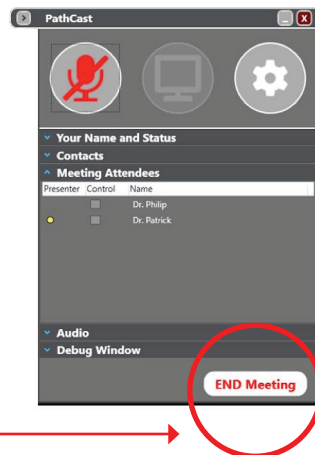 PathCast
Your Name and Status
Contacts
Meeting Attendees
Presenter Control Name
Dr. Philip
Dr. Patrick
Audio
Debug Window
END Meeting